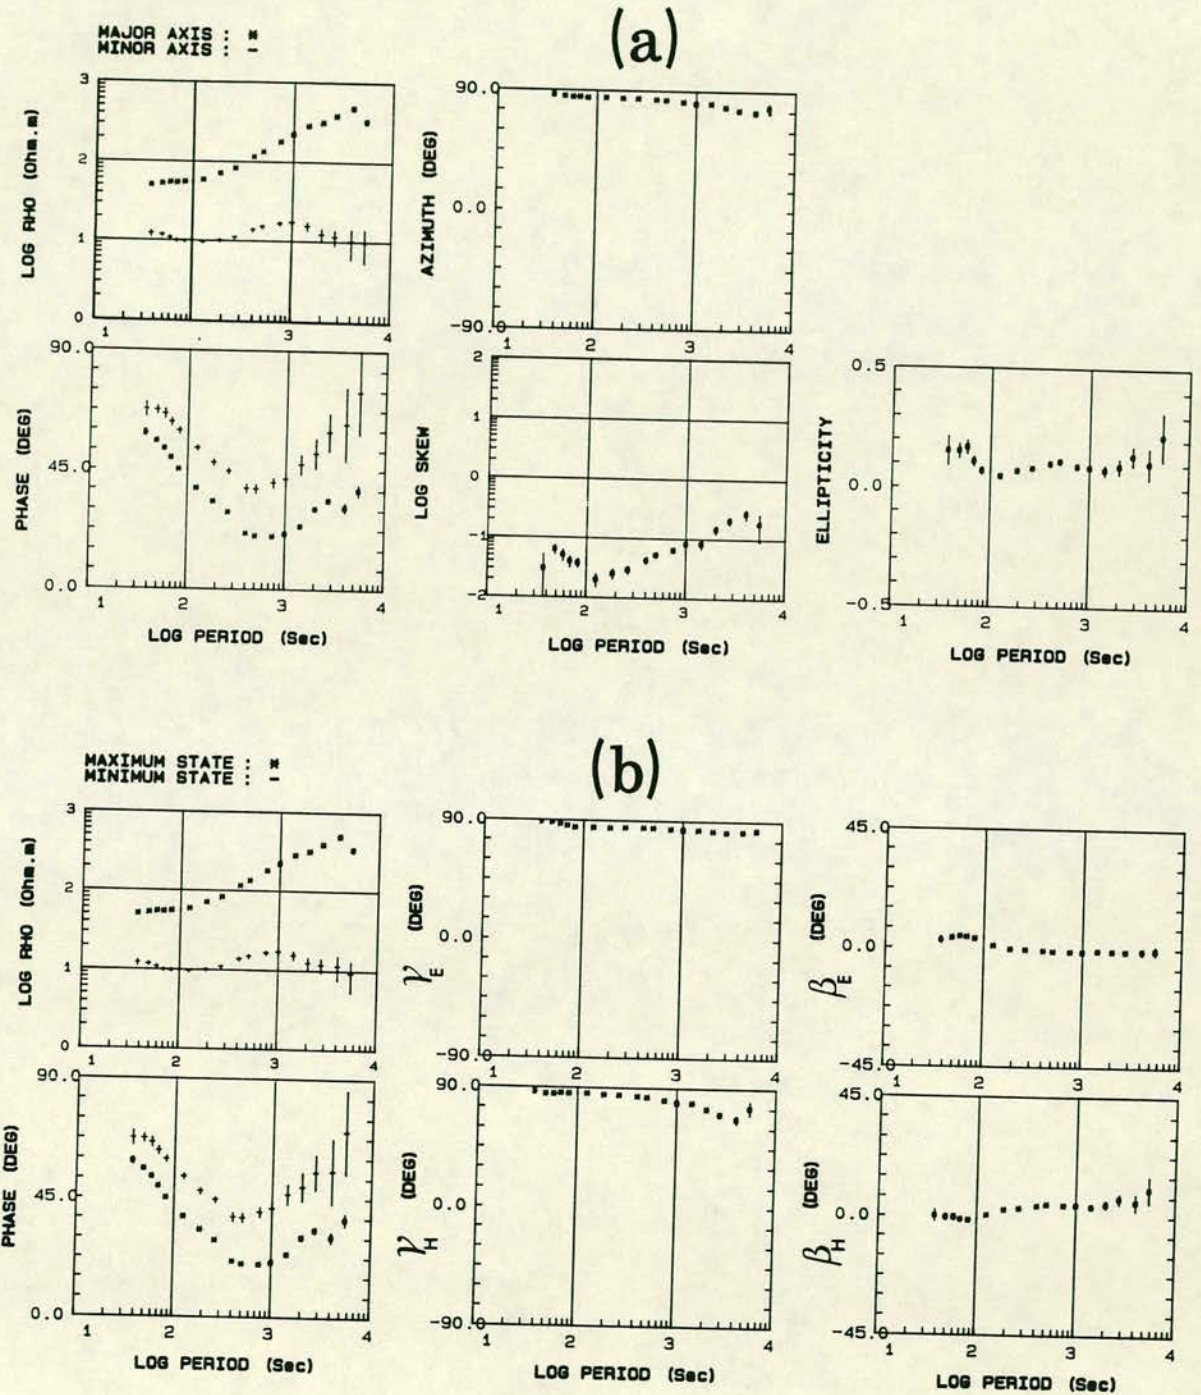 (a)
MAJOR AXIS : *
MINOR AXIS : -
LOG RHO (Ohm.m)
3
2
1
0
1 3 4
AZIMUTH (DEG)
90.0
0.0
-90.0
1 2 3 4
PHASE (DEG)
90.0
45.0
0.0
1 2 3 4
LOG PERIOD (Sec)
LOG SKEW
2
1
0
-1
-2
1 2 3 4
LOG PERIOD (Sec)
ELLIPTICITY
0.5
0.0
-0.5
1 2 3 4
LOG PERIOD (Sec)
(b)
MAXIMUM STATE : *
MINIMUM STATE : -
LOG RHO (Ohm.m)
3
2
1
0
1 2 3 4
γE (DEG)
90.0
0.0
-90.0
1 2 3 4
βE (DEG)
45.0
0.0
-45.0
1 2 3 4
PHASE (DEG)
90.0
45.0
0.0
1 2 3 4
LOG PERIOD (Sec)
γH (DEG)
90.0
0.0
-90.0
1 2 3 4
LOG PERIOD (Sec)
βH (DEG)
45.0
0.0
-45.0
1 2 3 4
LOG PERIOD (Sec)